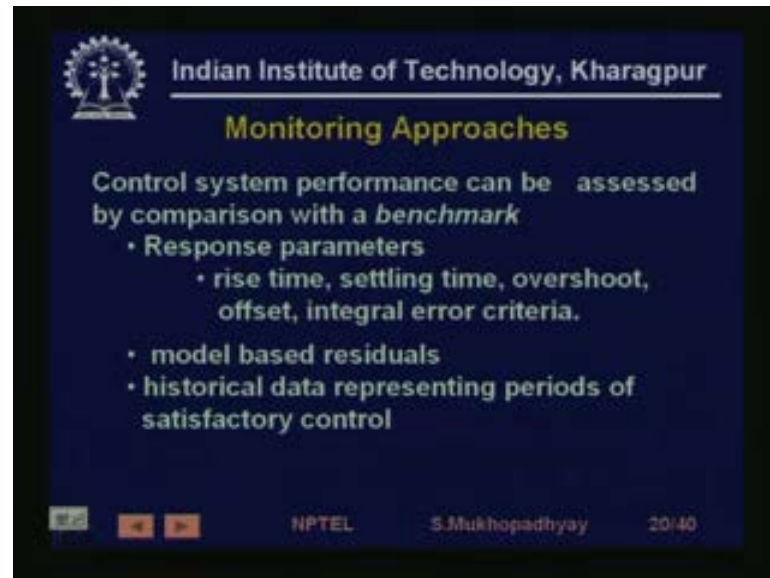 Indian Institute of Technology, Kharagpur
Monitoring Approaches
Control system performance can be assessed
by comparison with a benchmark
• Response parameters
• rise time, settling time, overshoot,
offset, integral error criteria.
• model based residuals
• historical data representing periods of
satisfactory control
NPTEL S.Mukhopadhyay 20/40